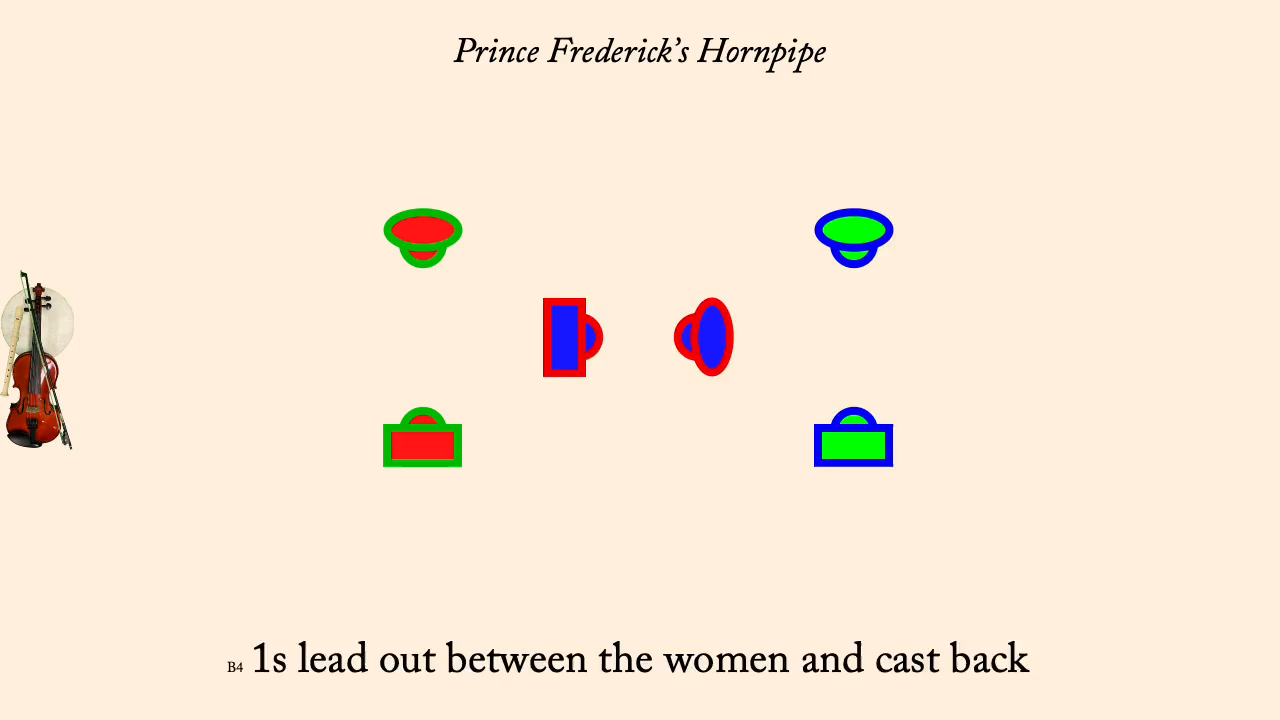 Prince Frederick's Hornpipe
B4 1s lead out between the women and cast back